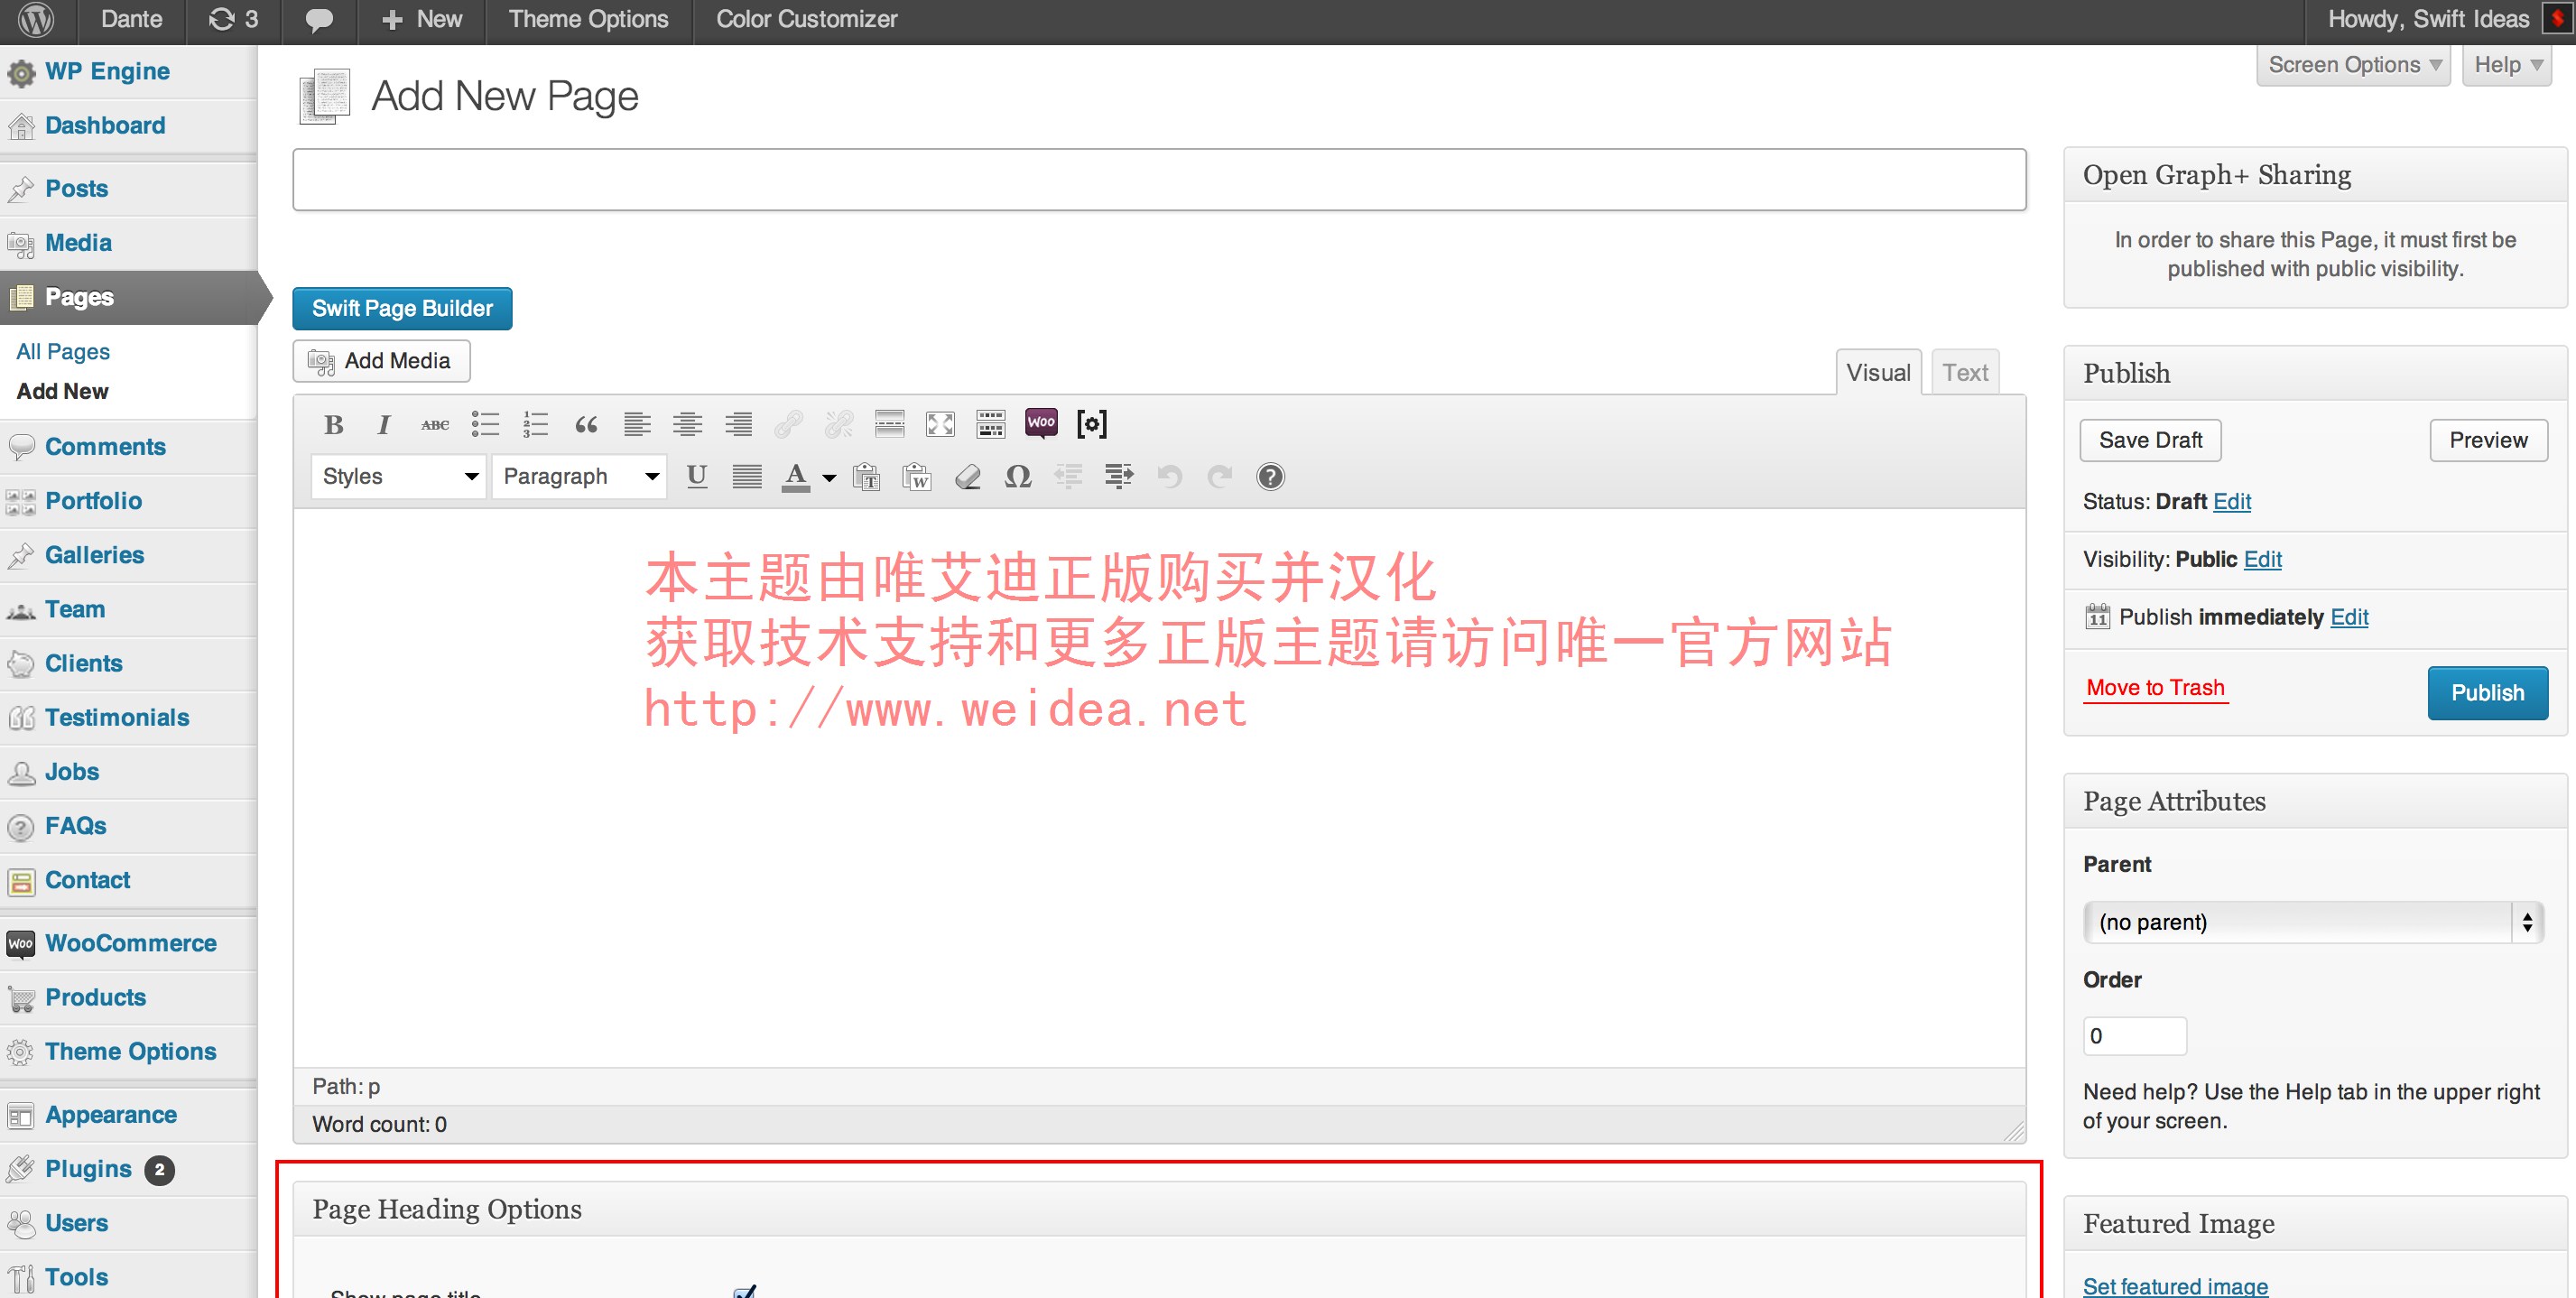 Dante
3
New
Theme Options
Color Customizer
Howdy, Swift Ideas
WP Engine
Dashboard
Posts
Media
Pages
All Pages
Add New
Comments
Portfolio
Galleries
Team
Clients
Testimonials
Jobs
FAQs
Contact
Woo WooCommerce
Products
Theme Options
Appearance
Plugins 2
Users
Tools
Screen Options
Help
Add New Page
Swift Page Builder
Add Media
Visual
Text
B I ABC Woo
Styles
Paragraph
U A T W Ω ?
本主题由唯艾迪正版购买并汉化
获取技术支持和更多正版主题请访问唯一官方网站
http://www.weidea.net
Path: p
Word count: 0
Page Heading Options
Show page title
Open Graph+ Sharing
In order to share this Page, it must first be
published with public visibility.
Publish
Save Draft
Preview
Status: Draft Edit
Visibility: Public Edit
11 Publish immediately Edit
Move to Trash
Publish
Page Attributes
Parent
(no parent)
Order
0
Need help? Use the Help tab in the upper right
of your screen.
Featured Image
Set featured image